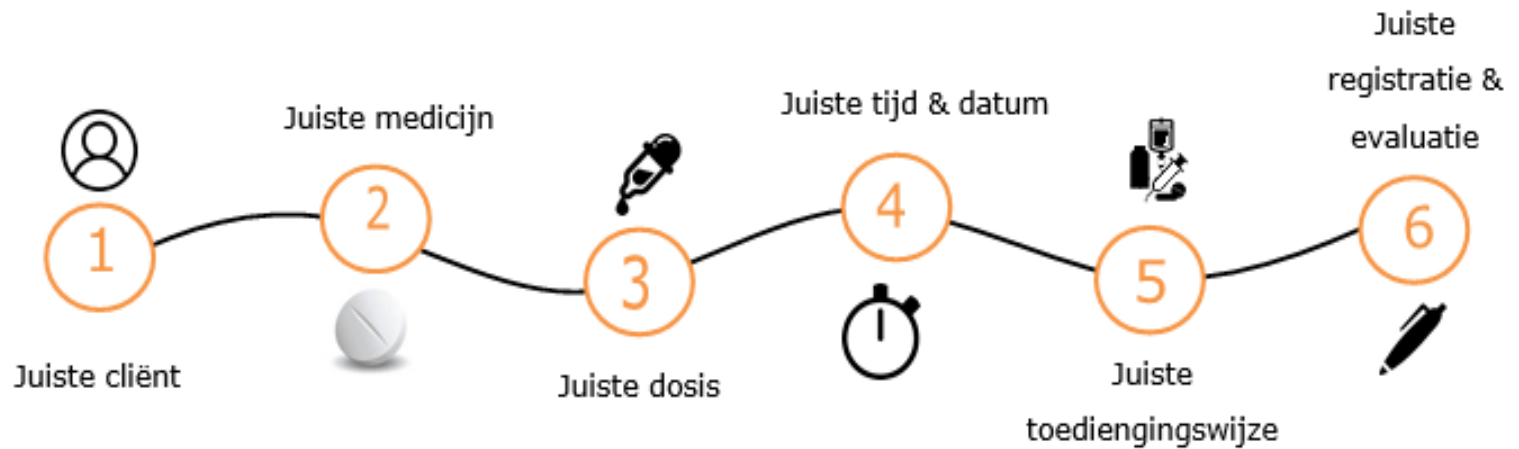 1
Juiste cliënt
2
Juiste medicijn
3
Juiste dosis
4
Juiste tijd & datum
5
Juiste
toedieningswijze
6
Juiste
registratie &
evaluatie